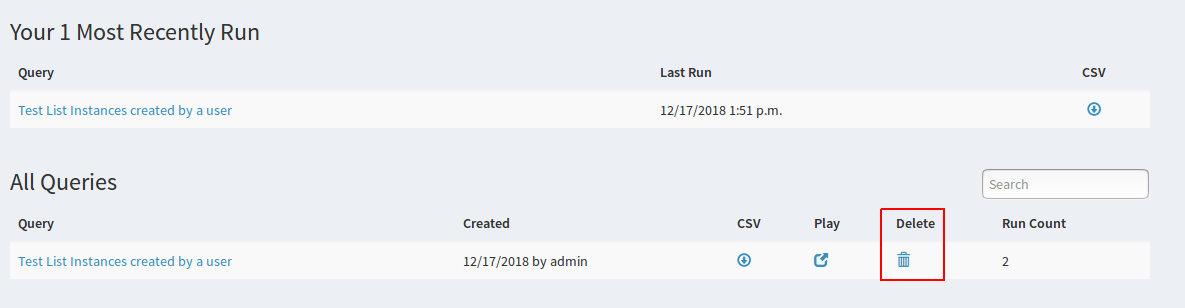 Your 1 Most Recently Run
Query Last Run CSV
Test List Instances created by a user 12/17/2018 1:51 p.m.
All Queries Search
Query Created CSV Play Delete Run Count
Test List Instances created by a user 12/17/2018 by admin 2